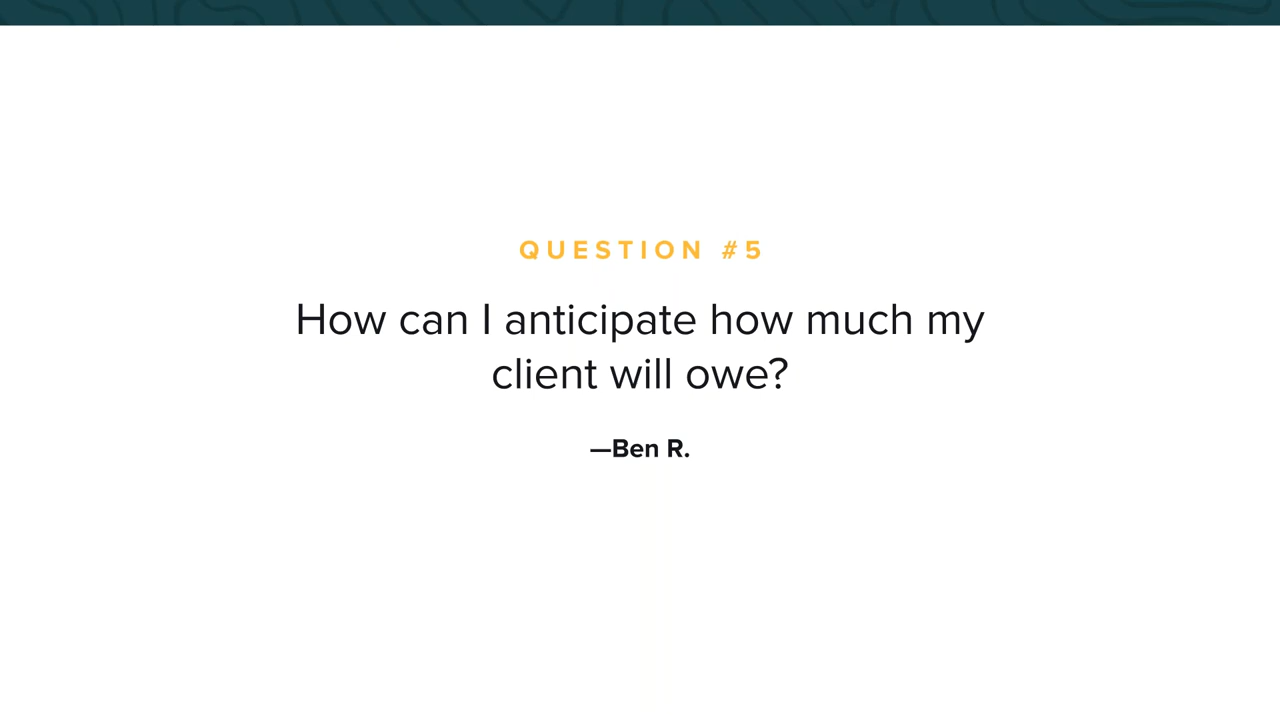 QUESTION #5
How can I anticipate how much my
client will owe?
—Ben R.